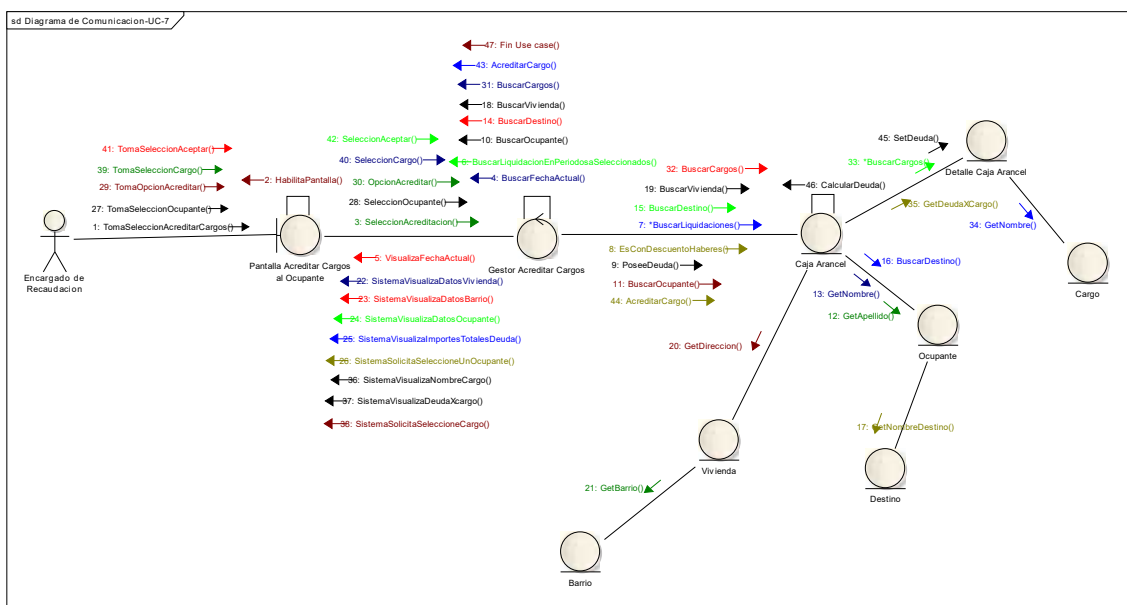 sd Diagrama de Comunicacion-UC-7
47: Fin Use case()
43: AcreditarCargo()
31: BuscarCargos()
18: BuscarVivienda()
14: BuscarDestino()
10: BuscarOcupante()
6: BuscarLiquidacionEnPeriodosaSeleccionados()
4: BuscarFechaActual()
42: SeleccionAceptar()
40: SeleccionCargo()
30: OpcionAcreditar()
28: SeleccionOcupante()
3: SeleccionAcreditacion()
41: TomaSeleccionAceptar()
39: TomaSeleccionCargo()
29: TomaOpcionAcreditar()
27: TomaSeleccionOcupante()
1: TomaSeleccionAcreditarCargos()
2: HabilitaPantalla()
32: BuscarCargos()
19: BuscarVivienda()
15: BuscarDestino()
7: *BuscarLiquidaciones()
8: EsConDescuentoHaberes()
9: PoseeDeuda()
11: BuscarOcupante()
44: AcreditarCargo()
46: CalcularDeuda()
45: SetDeuda()
33: *BuscarCargos()
35: GetDeudaXCargo()
Detalle Caja Arancel
34: GetNombre()
Cargo
16: BuscarDestino()
13: GetNombre()
12: GetApellido()
Ocupante
17: GetNombreDestino()
Destino
Encargado de
Recaudacion
Pantalla Acreditar Cargos
al Ocupante
Gestor Acreditar Cargos
Caja Arancel
5: VisualizaFechaActual()
22: SistemaVisualizaDatosVivienda()
23: SistemaVisualizaDatosBarrio()
24: SistemaVisualizaDatosOcupante()
25: SistemaVisualizaImportesTotalesDeuda()
26: SistemaSolicitaSeleccioneUnOcupante()
36: SistemaVisualizaNombreCargo()
37: SistemaVisualizaDeudaXcargo()
38: SistemaSolicitaSeleccioneCargo()
20: GetDireccion()
Vivienda
21: GetBarrio()
Barrio